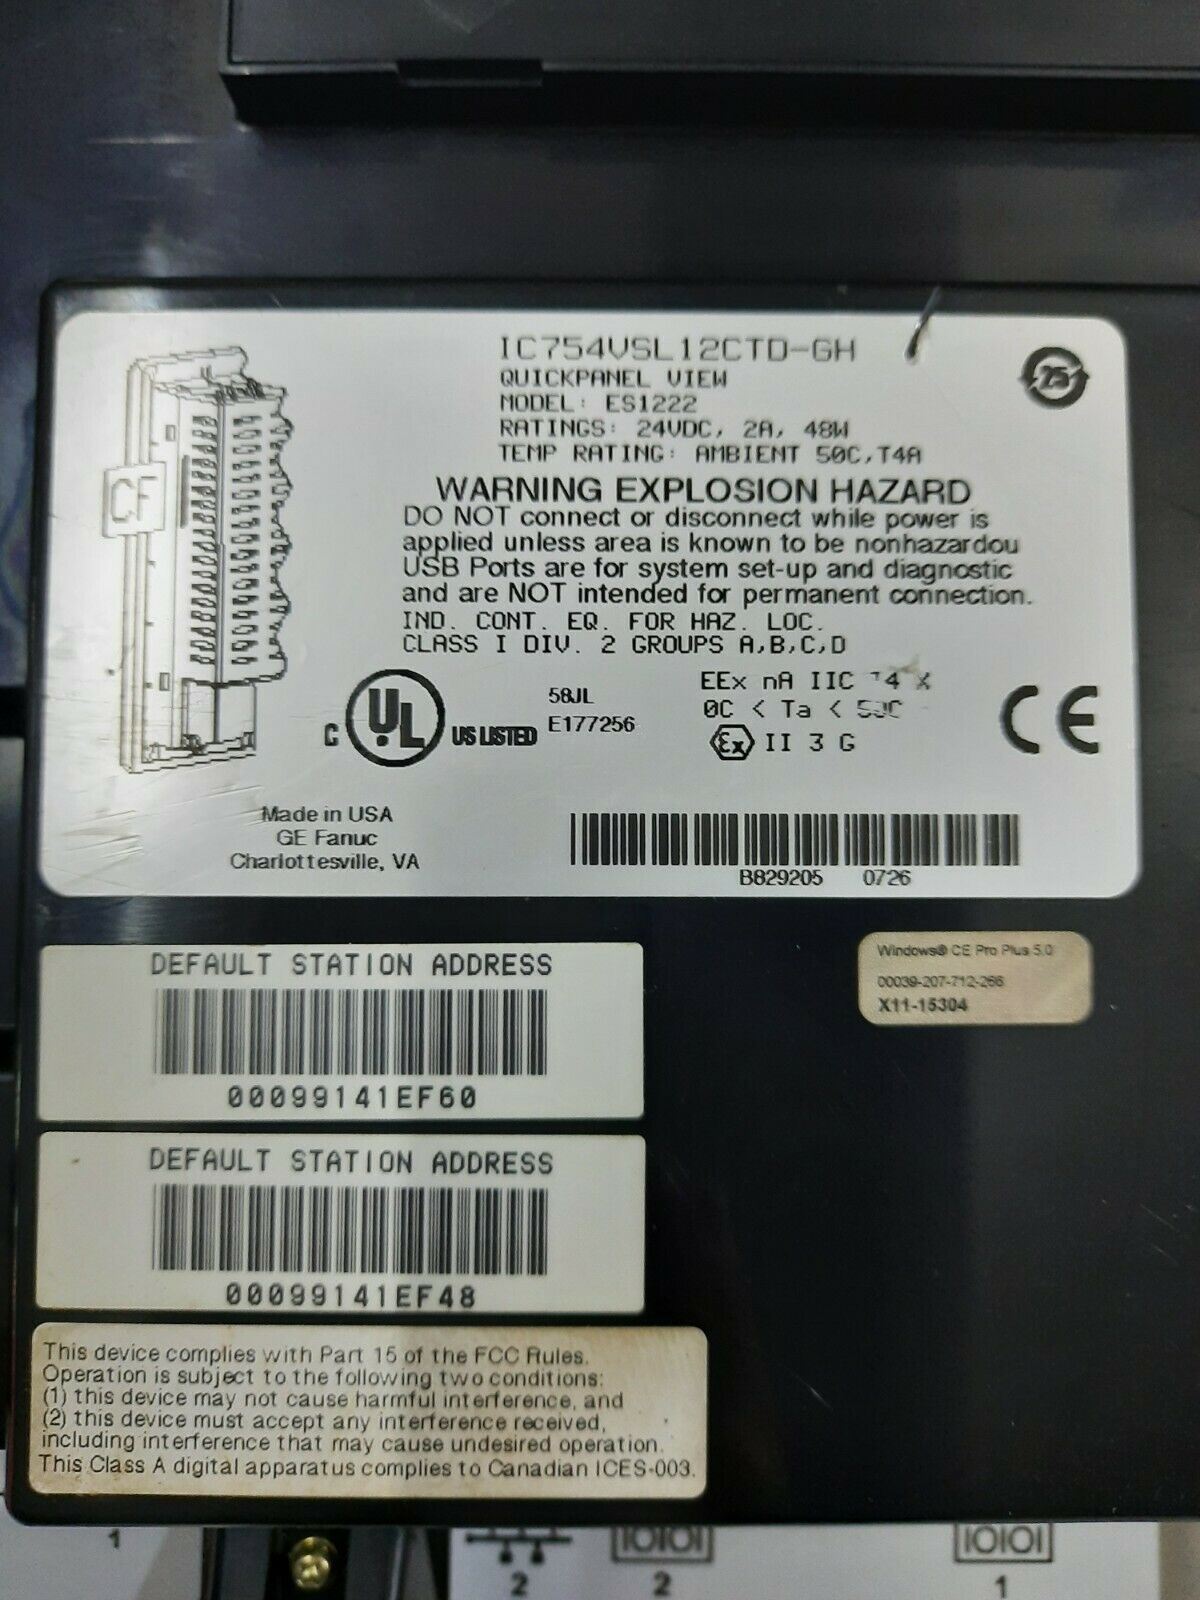 IC754VSL12CTD-GH
QUICKPANEL VIEW
MODEL: ES1222
RATINGS: 24VDC, 2A, 48W
TEMP RATING: AMBIENT 50C,T4A
25
CF
WARNING EXPLOSION HAZARD
DO NOT connect or disconnect while power is
applied unless area is known to be nonhazardou
USB Ports are for system set-up and diagnostic
and are NOT intended for permanent connection.
IND. CONT. EQ. FOR HAZ. LOC.
CLASS I DIV. 2 GROUPS A,B,C,D
C UL US LISTED
58JL
E177256
EEx nA IIC T4 X
0C < Ta < 50C
Ex II 3 G
CE
Made in USA
GE Fanuc
Charlottesville, VA
B829205 0726
DEFAULT STATION ADDRESS
00099141EF60
Windows® CE Pro Plus 5.0
00039-207-712-266
X11-15304
DEFAULT STATION ADDRESS
00099141EF48
This device complies with Part 15 of the FCC Rules.
Operation is subject to the following two conditions:
(1) this device may not cause harmful interference, and
(2) this device must accept any interference received,
including interference that may cause undesired operation.
This Class A digital apparatus complies to Canadian ICES-003.
IOIOI IOIOI
1 2 2 1